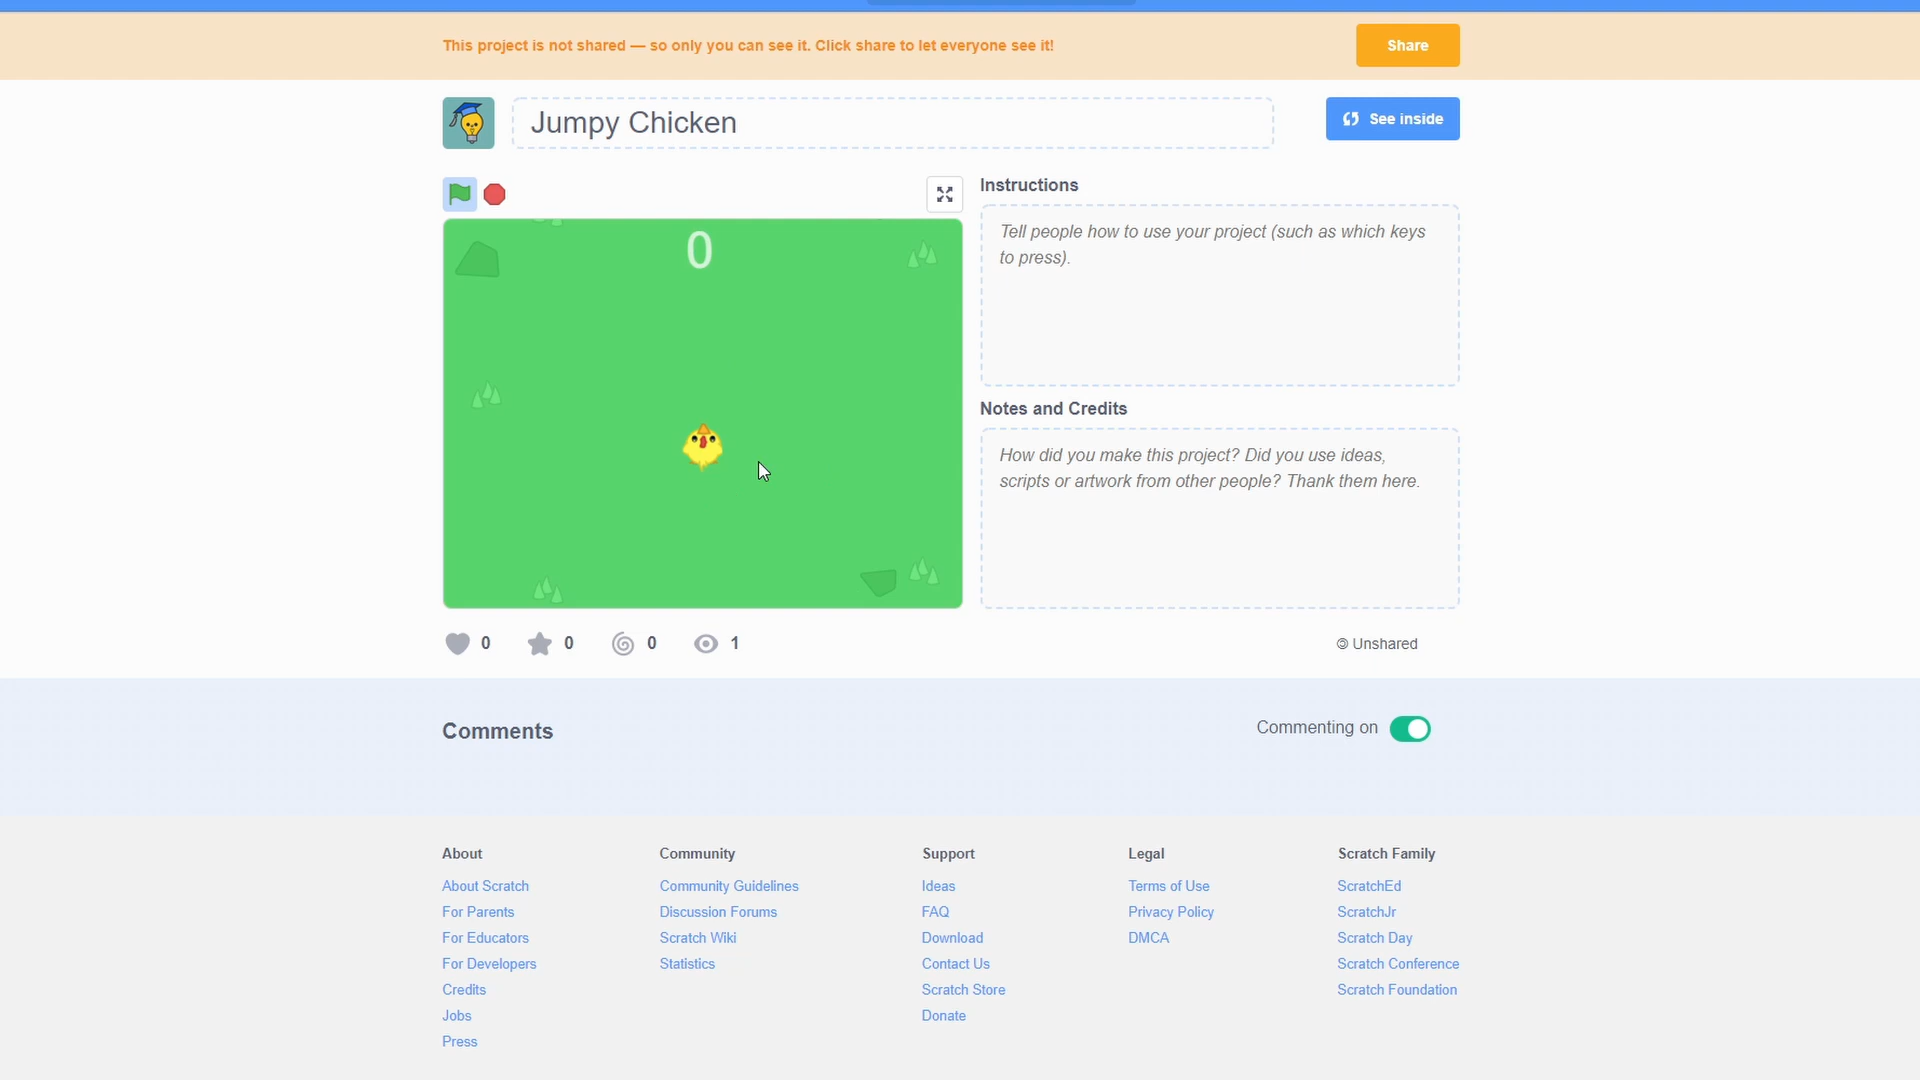 This project is not shared — so only you can see it. Click share to let everyone see it!
Share
Jumpy Chicken
See inside
0
Instructions
Tell people how to use your project (such as which keys
to press).
Notes and Credits
How did you make this project? Did you use ideas,
scripts or artwork from other people? Thank them here.
0
0
0
1
© Unshared
Comments
Commenting on
About
About Scratch
For Parents
For Educators
For Developers
Credits
Jobs
Press
Community
Community Guidelines
Discussion Forums
Scratch Wiki
Statistics
Support
Ideas
FAQ
Download
Contact Us
Scratch Store
Donate
Legal
Terms of Use
Privacy Policy
DMCA
Scratch Family
ScratchEd
ScratchJr
Scratch Day
Scratch Conference
Scratch Foundation